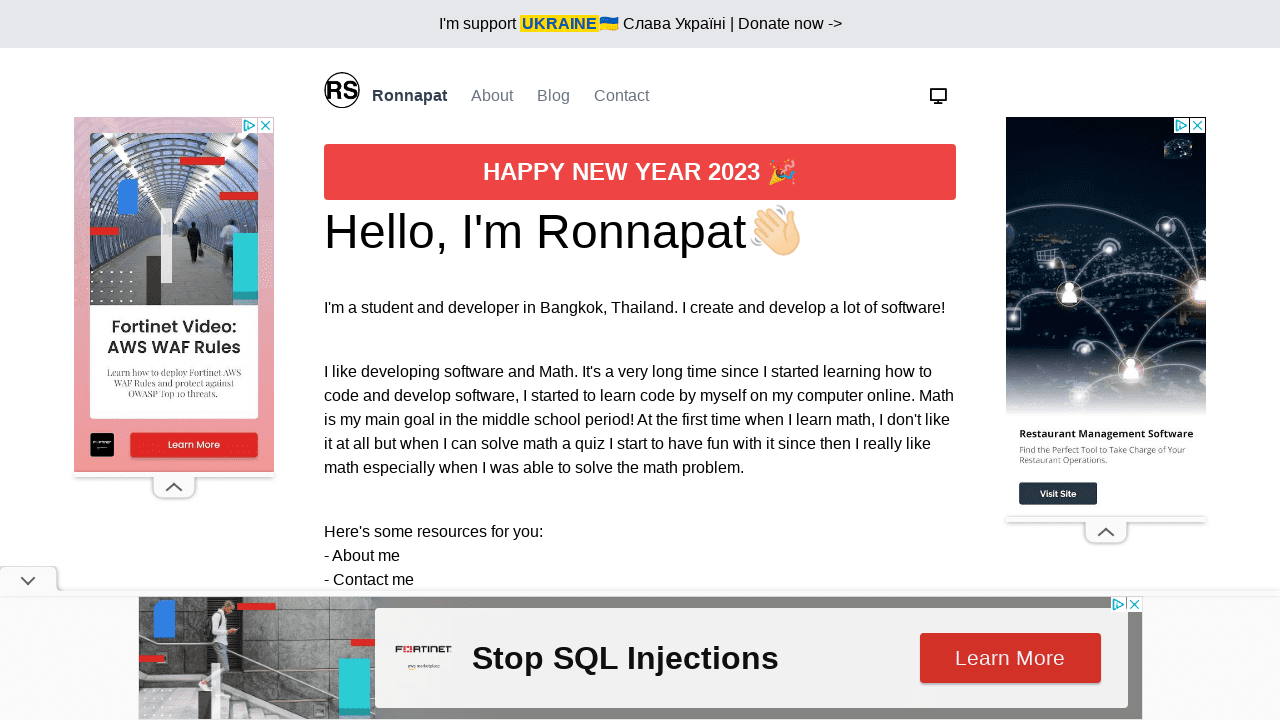 I'm support UKRAINE🇺🇦 Слава Україні | Donate now ->
RS Ronnapat About Blog Contact
HAPPY NEW YEAR 2023 🎉
Hello, I'm Ronnapat👋🏻
I'm a student and developer in Bangkok, Thailand. I create and develop a lot of software!
I like developing software and Math. It's a very long time since I started learning how to
code and develop software, I started to learn code by myself on my computer online. Math
is my main goal in the middle school period! At the first time when I learn math, I don't like
it at all but when I can solve math a quiz I start to have fun with it since then I really like
math especially when I was able to solve the math problem.
Here's some resources for you:
- About me
- Contact me
Fortinet Video:
AWS WAF Rules
Learn how to deploy Fortinet AWS
WAF Rules and protect against
OWASP Top 10 threats.
FORTINET
Learn More
Restaurant Management Software
Find the Perfect Tool to Take Charge of Your
Restaurant Operations.
Visit Site
FORTINET
aws marketplace
Stop SQL Injections
Learn More